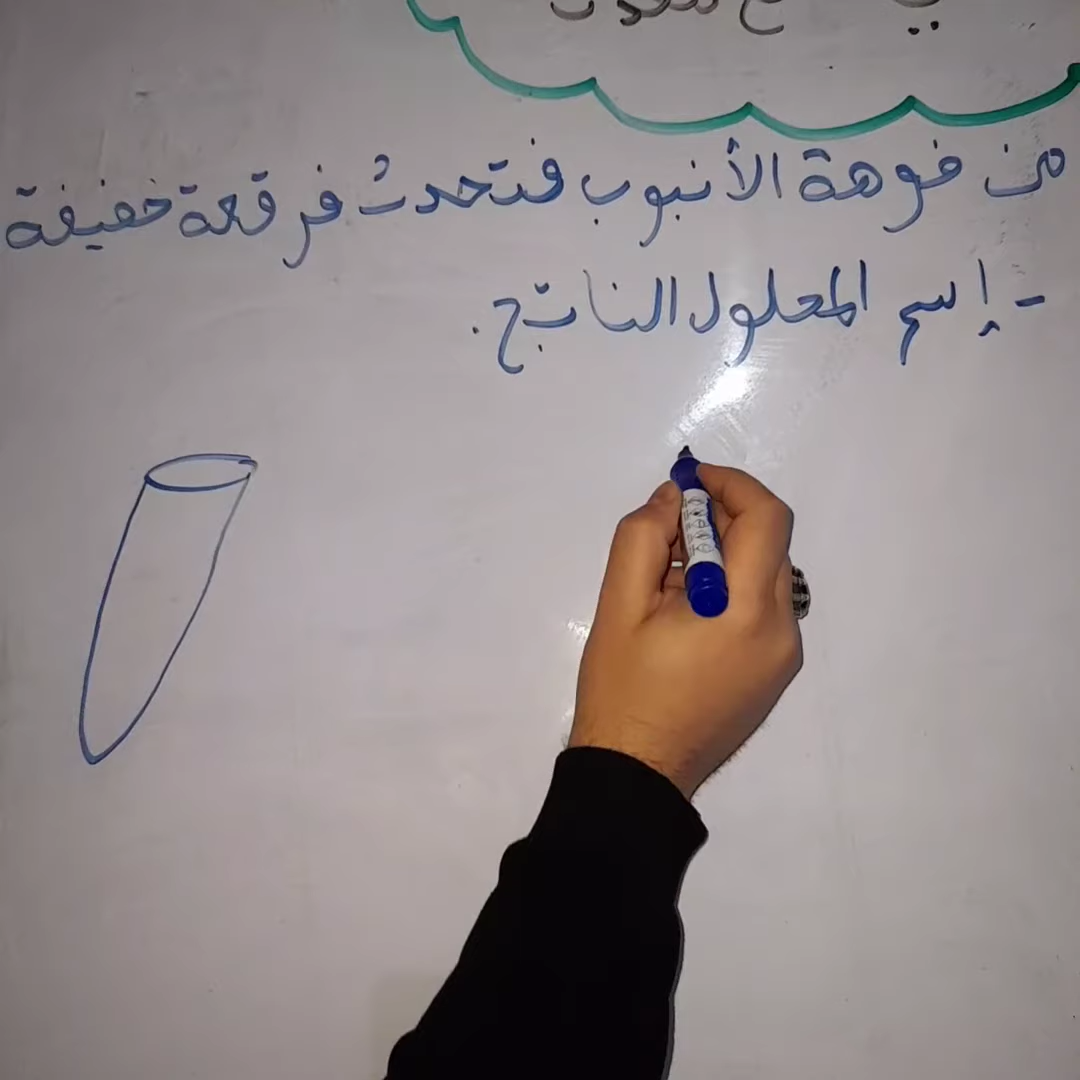 من فوهة الأنبوب فتحدث فرقعة خفيفة
- إسم المحلول الناتج.